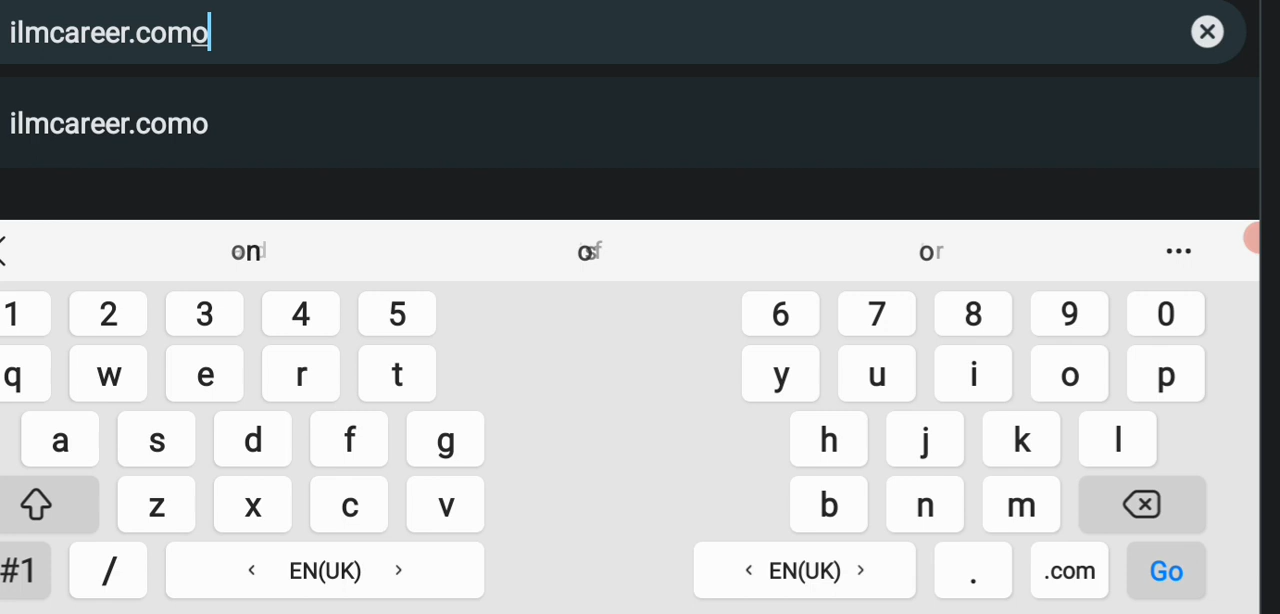 ilmcareer.como
ilmcareer.como
on of or ...
1 2 3 4 5 6 7 8 9 0
q w e r t y u i o p
a s d f g h j k l
z x c v b n m
#1 / < EN(UK) > < EN(UK) > . .com Go